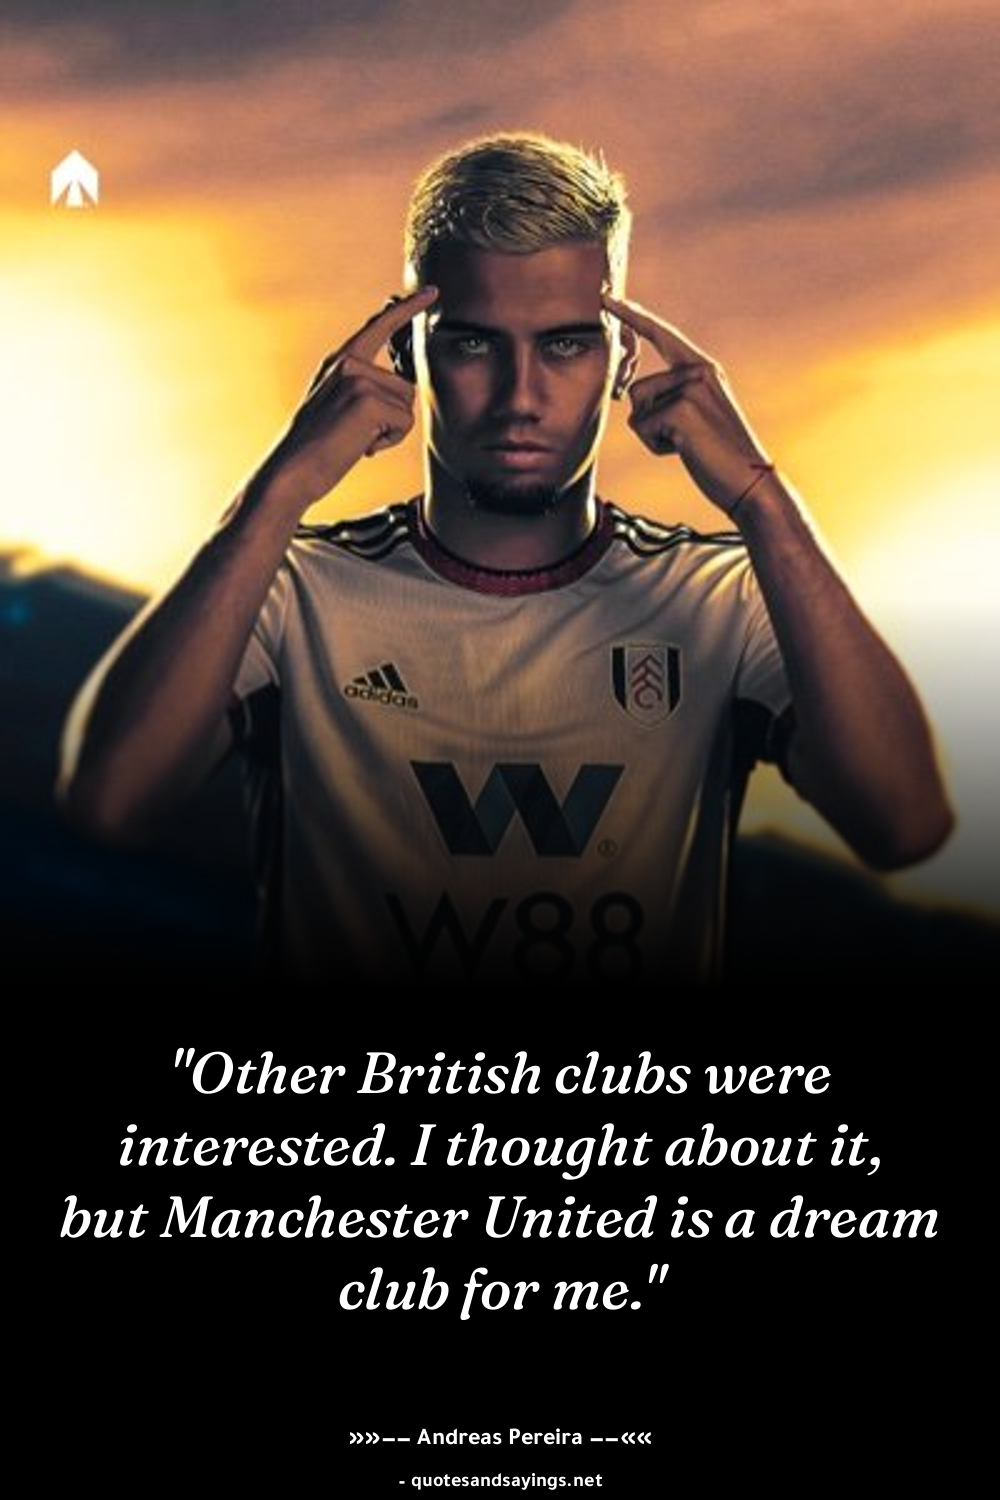 adidas
FFC
W
®
W88
"Other British clubs were
interested. I thought about it,
but Manchester United is a dream
club for me."
»»–– Andreas Pereira ––««
- quotesandsayings.net